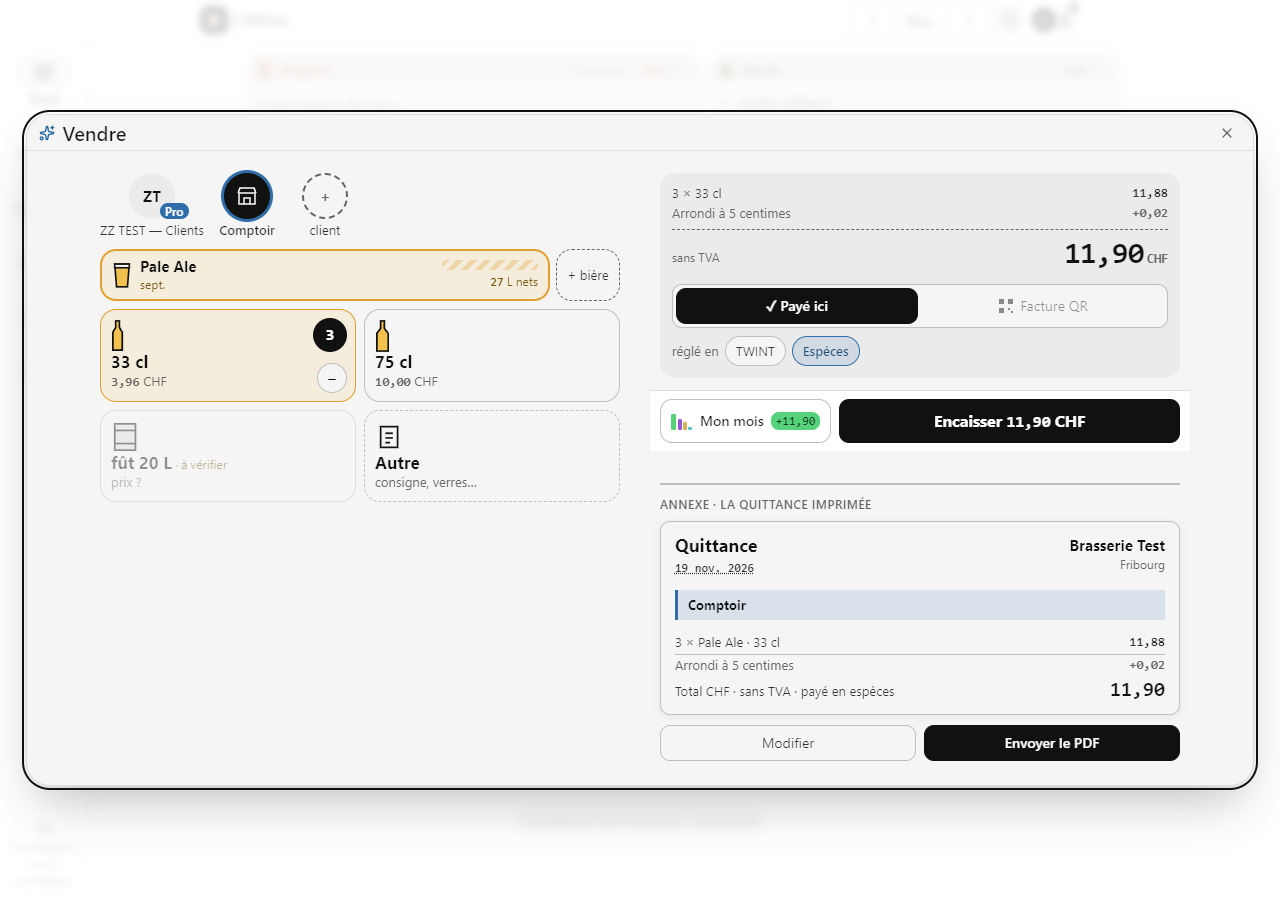 Vendre
ZT
Pro
ZZ TEST — Clients
Comptoir
+
client
Pale Ale
sept.
27 L nets
+ bière
33 cl
3,96 CHF
3
–
75 cl
10,00 CHF
fût 20 L · à vérifier
prix ?
Autre
consigne, verres…
3 × 33 cl 11,88
Arrondi à 5 centimes +0,02
sans TVA 11,90 CHF
✓ Payé ici
Facture QR
réglé en TWINT Espèces
Mon mois +11,90
Encaisser 11,90 CHF
ANNEXE · LA QUITTANCE IMPRIMÉE
Quittance
Brasserie Test
19 nov. 2026
Fribourg
Comptoir
3 × Pale Ale · 33 cl 11,88
Arrondi à 5 centimes +0,02
Total CHF · sans TVA · payé en espèces 11,90
Modifier
Envoyer le PDF